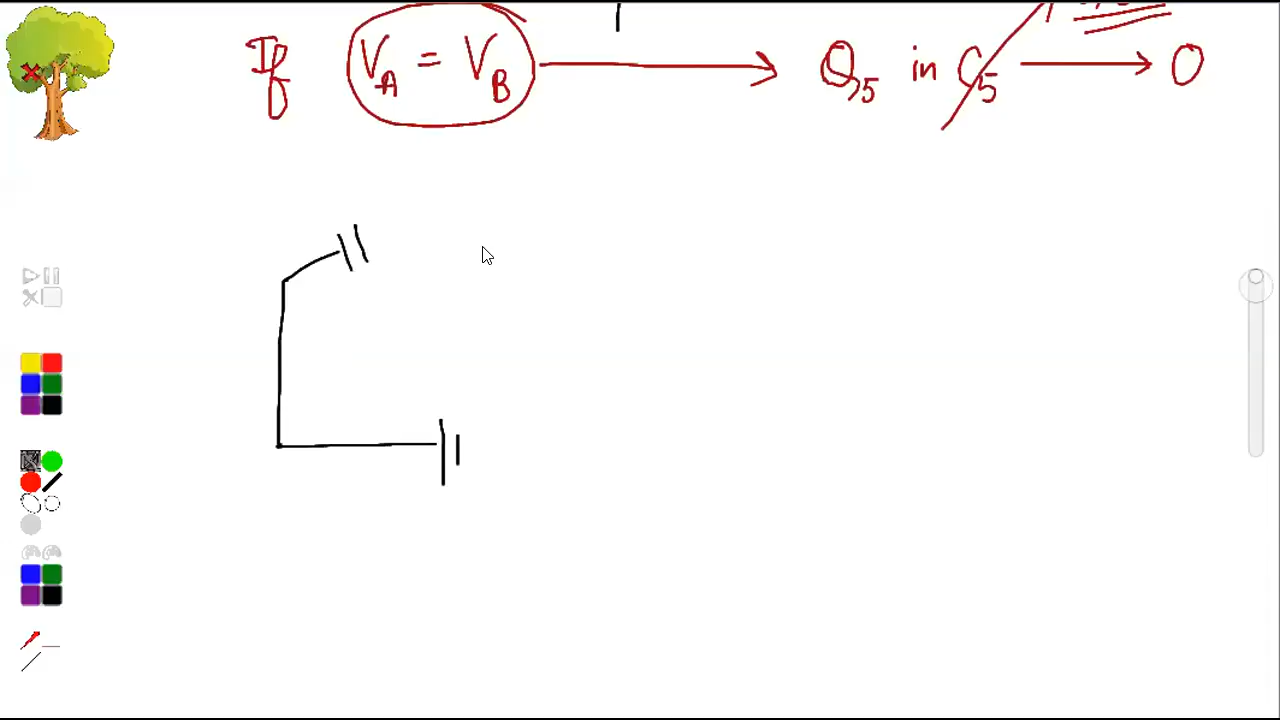 If V_A = V_B → Q_5 in C_5 → 0